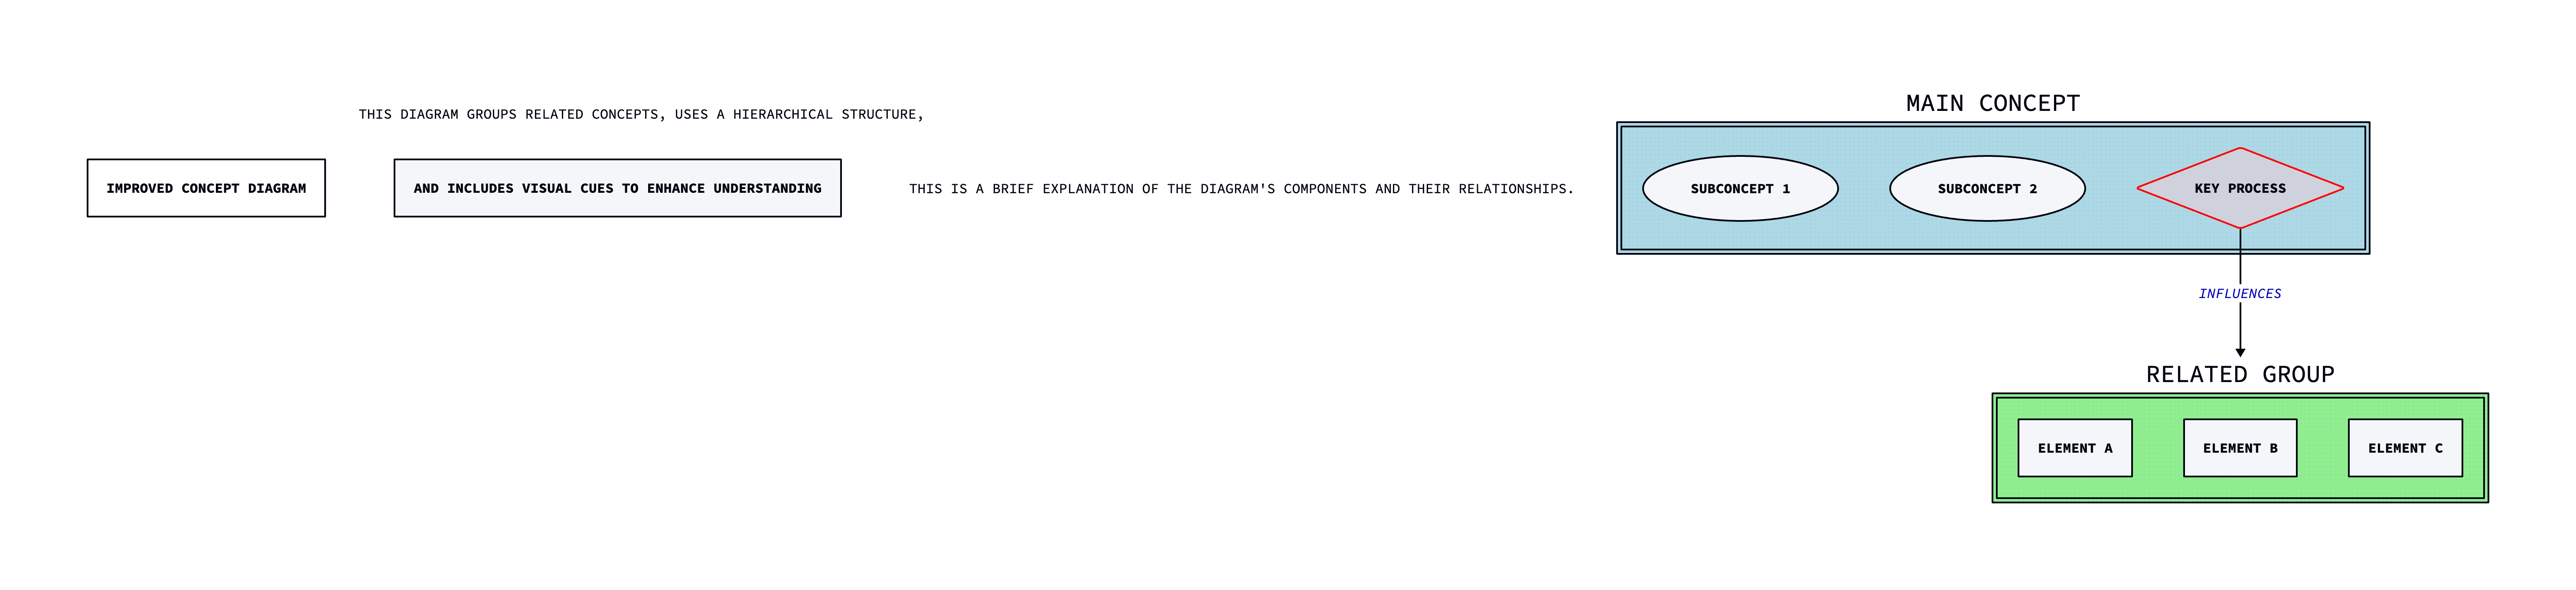 THIS DIAGRAM GROUPS RELATED CONCEPTS, USES A HIERARCHICAL STRUCTURE,
IMPROVED CONCEPT DIAGRAM
AND INCLUDES VISUAL CUES TO ENHANCE UNDERSTANDING
THIS IS A BRIEF EXPLANATION OF THE DIAGRAM'S COMPONENTS AND THEIR RELATIONSHIPS.
MAIN CONCEPT
SUBCONCEPT 1
SUBCONCEPT 2
KEY PROCESS
INFLUENCES
RELATED GROUP
ELEMENT A
ELEMENT B
ELEMENT C